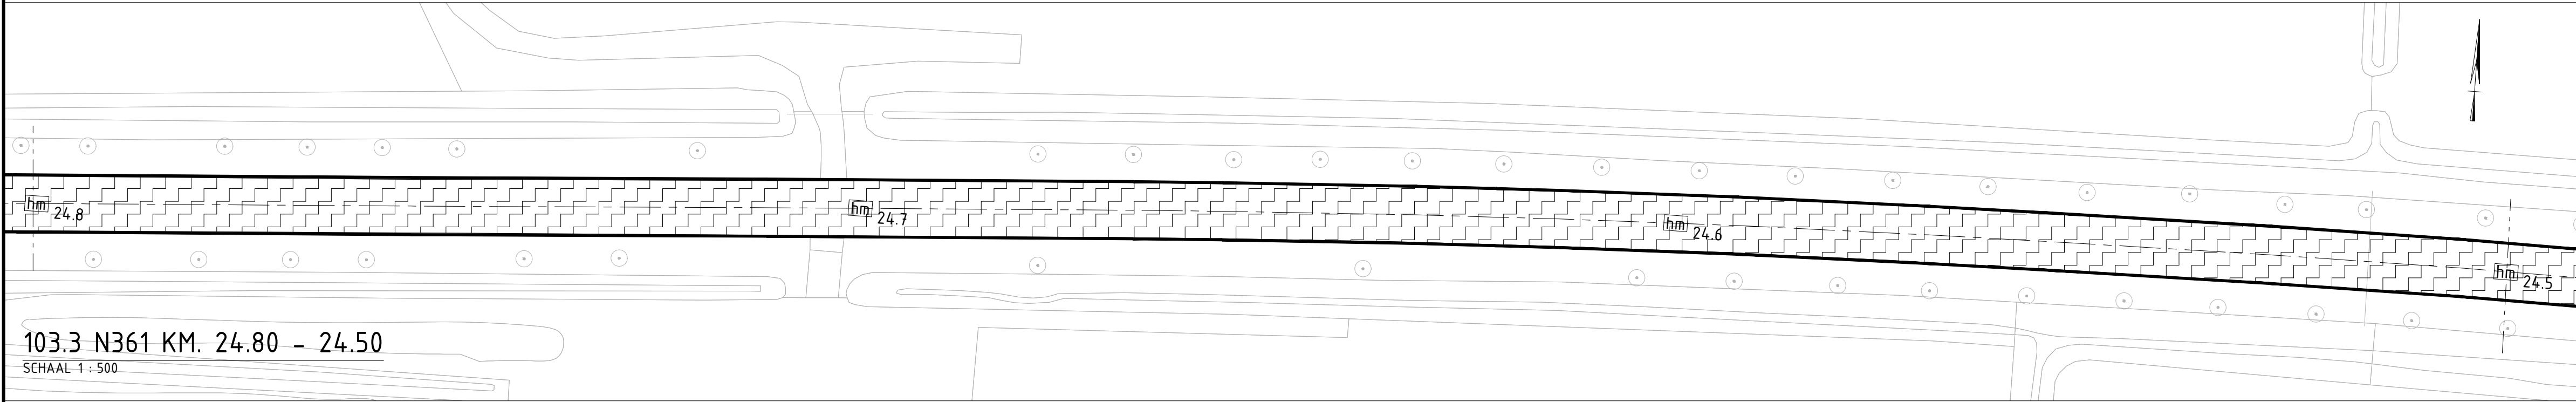 hm 24.8
hm 24.7
hm 24.6
hm 24.5
103.3 N361 KM. 24.80 - 24.50
SCHAAL 1 : 500